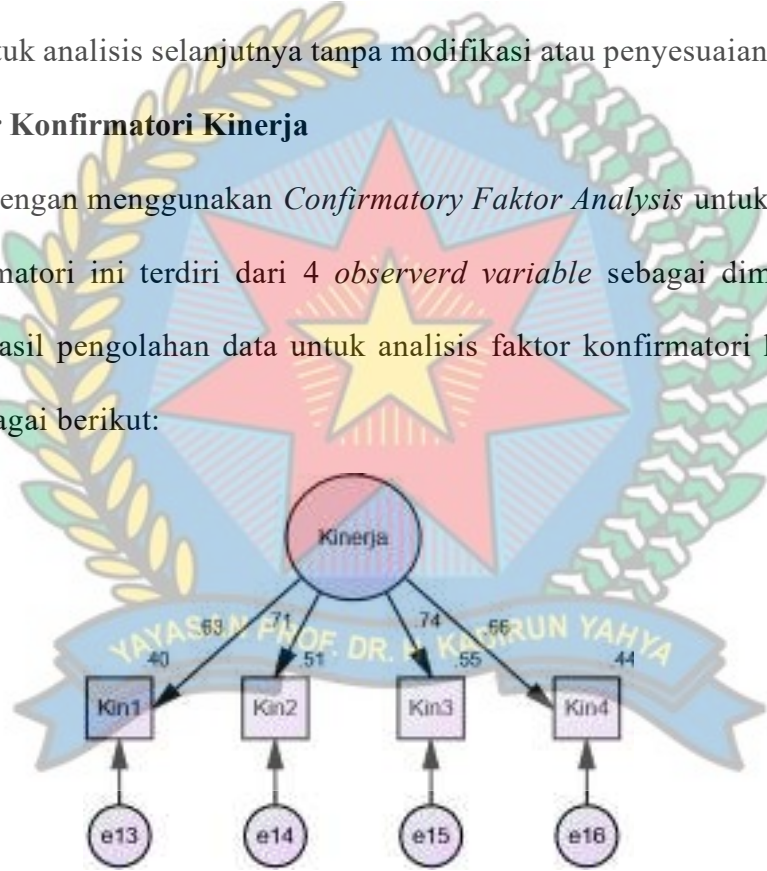 tuk analisis selanjutnya tanpa modifikasi atau penyesuaian
Konfirmatori Kinerja
engan menggunakan Confirmatory Faktor Analysis untuk
matori ini terdiri dari 4 observerd variable sebagai dim
asil pengolahan data untuk analisis faktor konfirmatori
agai berikut:
Kinerja
.63 .71 .74 .66
YAYASAN PROF. DR. H. KADIRUN YAHYA
.40 .51 .55 .44
Kin1 Kin2 Kin3 Kin4
e13 e14 e15 e16